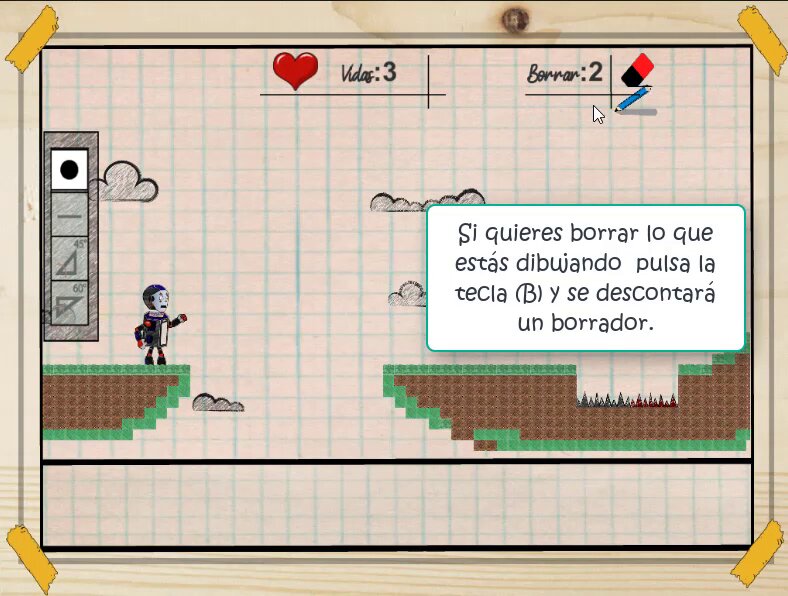 Vidas:3
Borrar:2
45°
60°
Si quieres borrar lo que
estás dibujando pulsa la
tecla (B) y se descontará
un borrador.